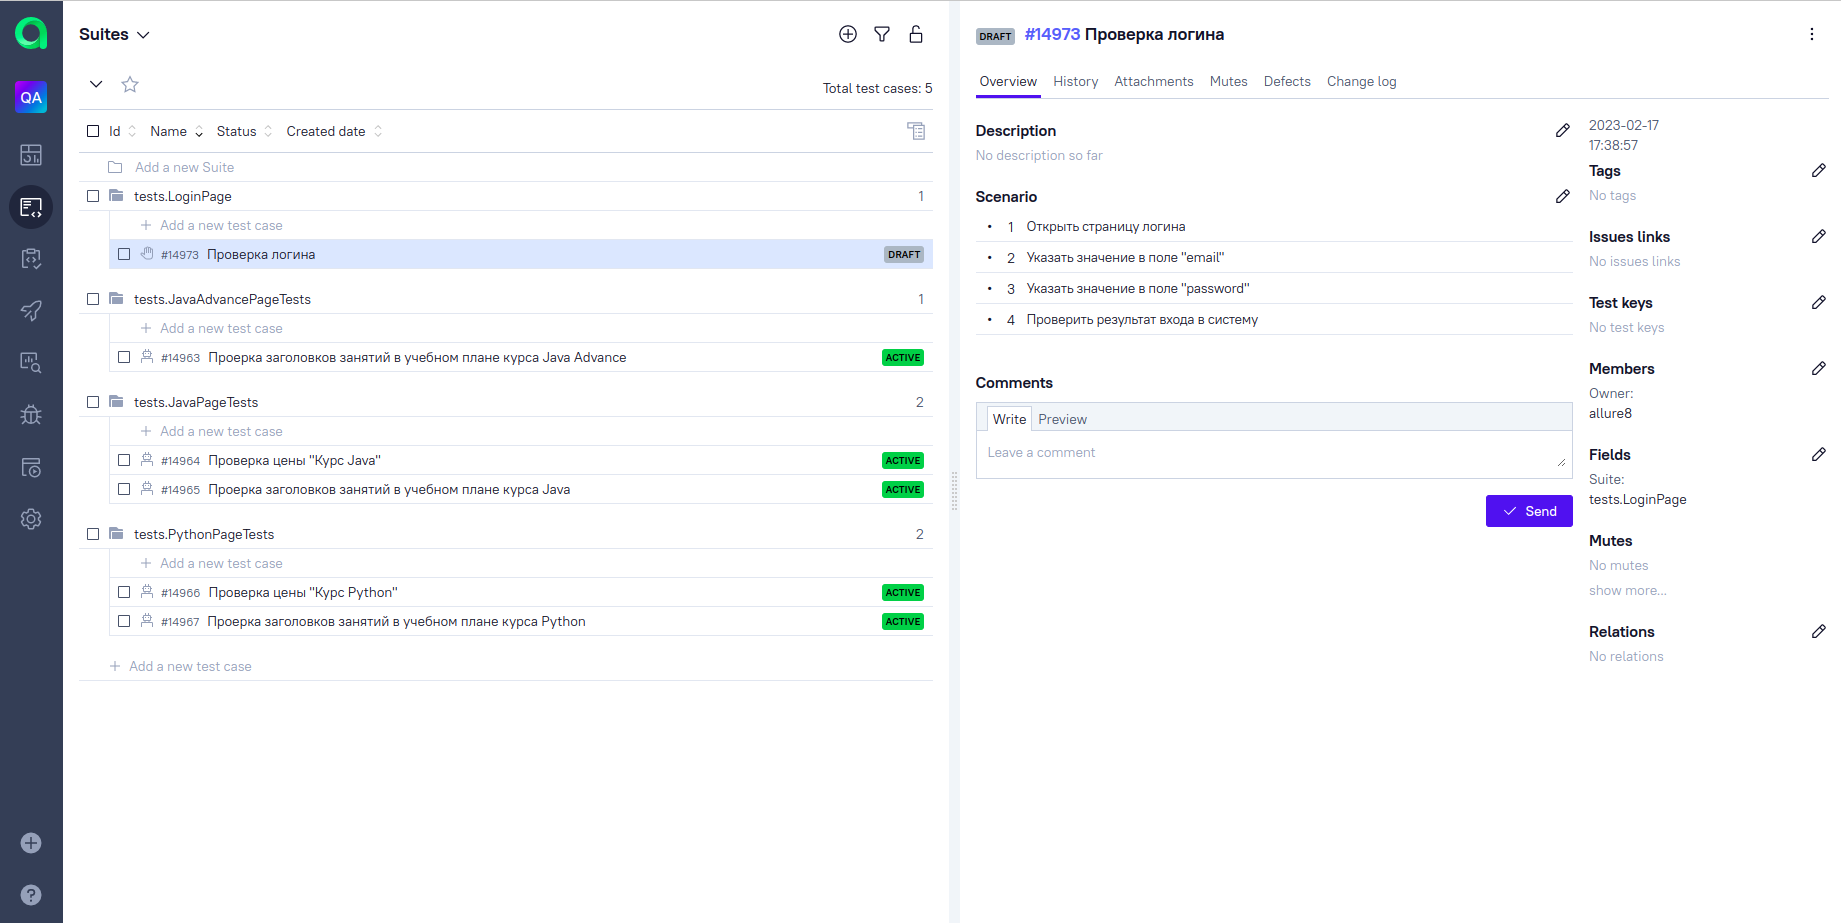 QA
Suites
Total test cases: 5
Id Name Status Created date
Add a new Suite
tests.LoginPage 1
Add a new test case
#14973 Проверка логина DRAFT
tests.JavaAdvancePageTests 1
Add a new test case
#14963 Проерка заголовков занятий в учебном плане курса Java Advance ACTIVE
tests.JavaPageTests 2
Add a new test case
#14964 Проверка цены "Курс Java" ACTIVE
#14965 Проерка заголовков занятий в учебном плане курса Java ACTIVE
tests.PythonPageTests 2
Add a new test case
#14966 Проверка цены "Курс Python" ACTIVE
#14967 Проерка заголовков занятий в учебном плане курса Python ACTIVE
Add a new test case
DRAFT #14973 Проверка логина
Overview History Attachments Mutes Defects Change log
Description
No description so far
Scenario
• 1 Открыть страницу логина
• 2 Указать значение в поле "email"
• 3 Указать значение в поле "password"
• 4 Проверить результат входа в систему
Comments
Write Preview
Leave a comment
Send
2023-02-17
17:38:57
Tags
No tags
Issues links
No issues links
Test keys
No test keys
Members
Owner:
allure8
Fields
Suite:
tests.LoginPage
Mutes
No mutes
show more...
Relations
No relations